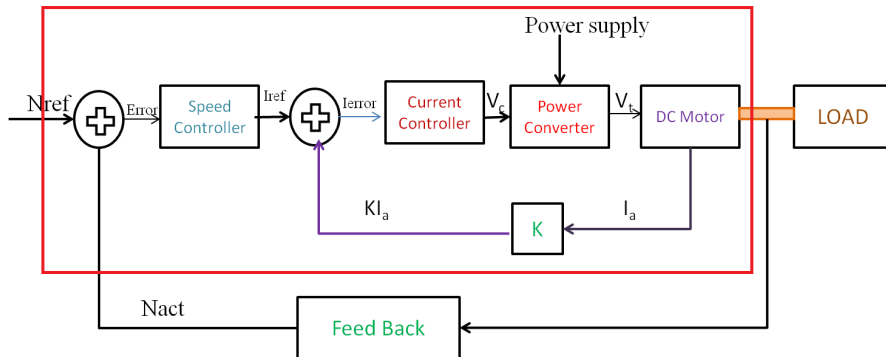 Power supply
Nref
Error
Speed
Controller
Iref
Ierror
Current
Controller
Vc
Power
Converter
Vt
DC Motor
LOAD
KIa
K
Ia
Nact
Feed Back